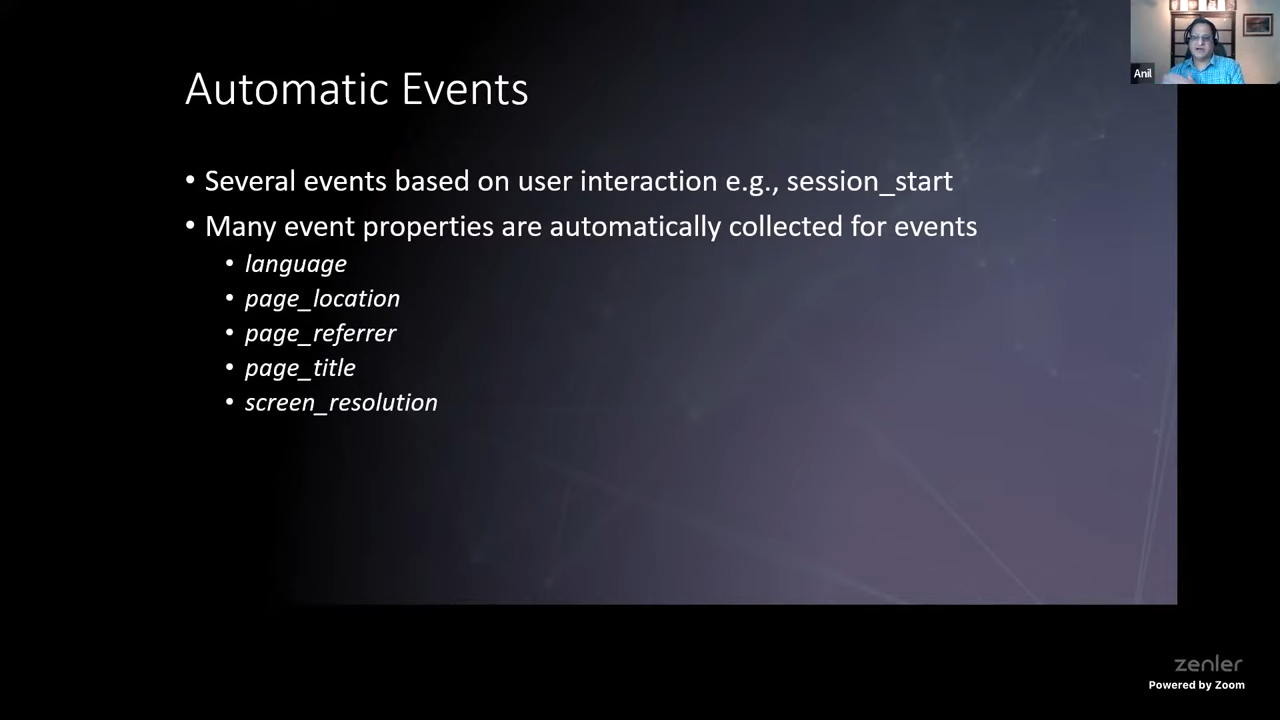 Anil
Automatic Events
• Several events based on user interaction e.g., session_start
• Many event properties are automatically collected for events
• language
• page_location
• page_referrer
• page_title
• screen_resolution
zenler
Powered by Zoom